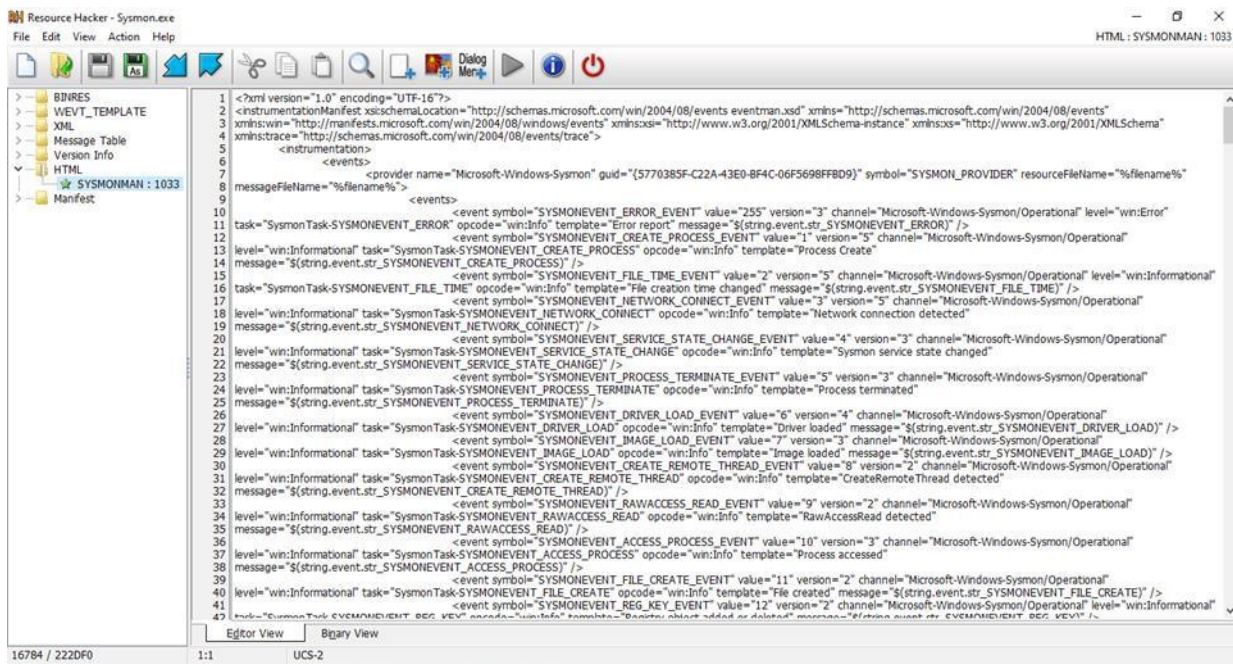 Resource Hacker - Sysmon.exe
File Edit View Action Help
HTML : SYSMONMAN : 1033
As
Dialog
Menu
BINRES
WEVT_TEMPLATE
XML
Message Table
Version Info
HTML
SYSMONMAN : 1033
Manifest
1 <?xml version="1.0" encoding="UTF-16"?>
2 <instrumentationManifest xsi:schemaLocation="http://schemas.microsoft.com/win/2004/08/events eventman.xsd" xmlns="http://schemas.microsoft.com/win/2004/08/events"
3 xmlns:win="http://manifests.microsoft.com/win/2004/08/windows/events" xmlns:xsi="http://www.w3.org/2001/XMLSchema-instance" xmlns:xs="http://www.w3.org/2001/XMLSchema"
4 xmlns:trace="http://schemas.microsoft.com/win/2004/08/events/trace">
5 <instrumentation>
6 <events>
7 <provider name="Microsoft-Windows-Sysmon" guid="{5770385F-C22A-43E0-BF4C-06F5698FFBD9}" symbol="SYSMON_PROVIDER" resourceFileName="%filename%"
8 messageFileName="%filename%">
9 <events>
10 <event symbol="SYSMONEVENT_ERROR_EVENT" value="255" version="3" channel="Microsoft-Windows-Sysmon/Operational" level="win:Error"
11 task="SysmonTask-SYSMONEVENT_ERROR" opcode="win:Info" template="Error report" message="$(string.event.str_SYSMONEVENT_ERROR)" />
12 <event symbol="SYSMONEVENT_CREATE_PROCESS_EVENT" value="1" version="5" channel="Microsoft-Windows-Sysmon/Operational"
13 level="win:Informational" task="SysmonTask-SYSMONEVENT_CREATE_PROCESS" opcode="win:Info" template="Process Create"
14 message="$(string.event.str_SYSMONEVENT_CREATE_PROCESS)" />
15 <event symbol="SYSMONEVENT_FILE_TIME_EVENT" value="2" version="5" channel="Microsoft-Windows-Sysmon/Operational" level="win:Informational"
16 task="SysmonTask-SYSMONEVENT_FILE_TIME" opcode="win:Info" template="File creation time changed" message="$(string.event.str_SYSMONEVENT_FILE_TIME)" />
17 <event symbol="SYSMONEVENT_NETWORK_CONNECT_EVENT" value="3" version="5" channel="Microsoft-Windows-Sysmon/Operational"
18 level="win:Informational" task="SysmonTask-SYSMONEVENT_NETWORK_CONNECT" opcode="win:Info" template="Network connection detected"
19 message="$(string.event.str_SYSMONEVENT_NETWORK_CONNECT)" />
20 <event symbol="SYSMONEVENT_SERVICE_STATE_CHANGE_EVENT" value="4" version="3" channel="Microsoft-Windows-Sysmon/Operational"
21 level="win:Informational" task="SysmonTask-SYSMONEVENT_SERVICE_STATE_CHANGE" opcode="win:Info" template="Sysmon service state changed"
22 message="$(string.event.str_SYSMONEVENT_SERVICE_STATE_CHANGE)" />
23 <event symbol="SYSMONEVENT_PROCESS_TERMINATE_EVENT" value="5" version="3" channel="Microsoft-Windows-Sysmon/Operational"
24 level="win:Informational" task="SysmonTask-SYSMONEVENT_PROCESS_TERMINATE" opcode="win:Info" template="Process terminated"
25 message="$(string.event.str_SYSMONEVENT_PROCESS_TERMINATE)" />
26 <event symbol="SYSMONEVENT_DRIVER_LOAD_EVENT" value="6" version="4" channel="Microsoft-Windows-Sysmon/Operational"
27 level="win:Informational" task="SysmonTask-SYSMONEVENT_DRIVER_LOAD" opcode="win:Info" template="Driver loaded" message="$(string.event.str_SYSMONEVENT_DRIVER_LOAD)" />
28 <event symbol="SYSMONEVENT_IMAGE_LOAD_EVENT" value="7" version="3" channel="Microsoft-Windows-Sysmon/Operational"
29 level="win:Informational" task="SysmonTask-SYSMONEVENT_IMAGE_LOAD" opcode="win:Info" template="Image loaded" message="$(string.event.str_SYSMONEVENT_IMAGE_LOAD)" />
30 <event symbol="SYSMONEVENT_CREATE_REMOTE_THREAD_EVENT" value="8" version="2" channel="Microsoft-Windows-Sysmon/Operational"
31 level="win:Informational" task="SysmonTask-SYSMONEVENT_CREATE_REMOTE_THREAD" opcode="win:Info" template="CreateRemoteThread detected"
32 message="$(string.event.str_SYSMONEVENT_CREATE_REMOTE_THREAD)" />
33 <event symbol="SYSMONEVENT_RAWACCESS_READ_EVENT" value="9" version="2" channel="Microsoft-Windows-Sysmon/Operational"
34 level="win:Informational" task="SysmonTask-SYSMONEVENT_RAWACCESS_READ" opcode="win:Info" template="RawAccessRead detected"
35 message="$(string.event.str_SYSMONEVENT_RAWACCESS_READ)" />
36 <event symbol="SYSMONEVENT_ACCESS_PROCESS_EVENT" value="10" version="3" channel="Microsoft-Windows-Sysmon/Operational"
37 level="win:Informational" task="SysmonTask-SYSMONEVENT_ACCESS_PROCESS" opcode="win:Info" template="Process accessed"
38 message="$(string.event.str_SYSMONEVENT_ACCESS_PROCESS)" />
39 <event symbol="SYSMONEVENT_FILE_CREATE_EVENT" value="11" version="2" channel="Microsoft-Windows-Sysmon/Operational"
40 level="win:Informational" task="SysmonTask-SYSMONEVENT_FILE_CREATE" opcode="win:Info" template="File created" message="$(string.event.str_SYSMONEVENT_FILE_CREATE)" />
41 <event symbol="SYSMONEVENT_REG_KEY_EVENT" value="12" version="2" channel="Microsoft-Windows-Sysmon/Operational" level="win:Informational"
42 task="SysmonTask-SYSMONEVENT_REG_KEY" opcode="win:Info" template="Registry object added or deleted" message="$(string.event.str_SYSMONEVENT_REG_KEY)" />
Editor View Binary View
16784 / 222DF0 1:1 UCS-2